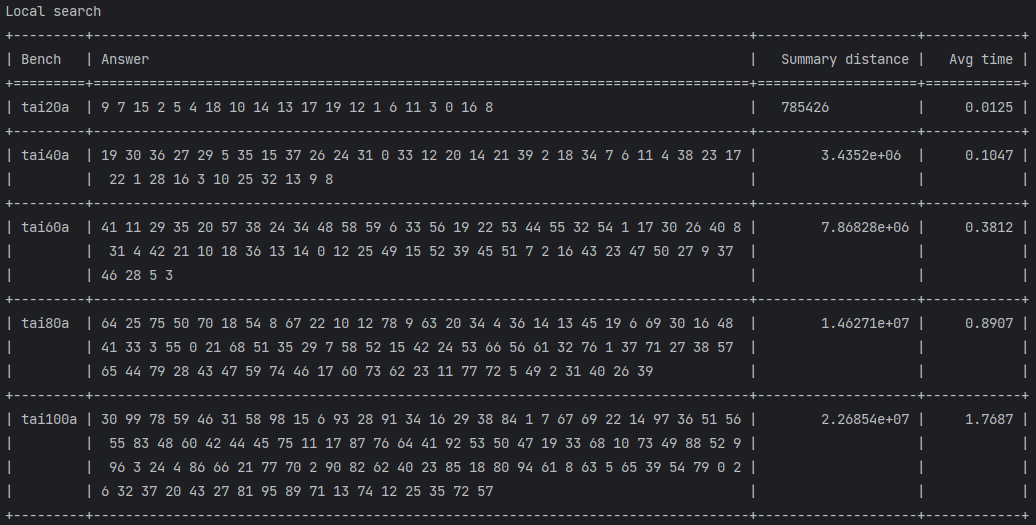 Local search
+---------+----------------------------------------------------------------------------------+--------------------+------------+
| Bench   | Answer                                                                           |   Summary distance |   Avg time |
+=========+==================================================================================+====================+============+
| tai20a  | 9 7 15 2 5 4 18 10 14 13 17 19 12 1 6 11 3 0 16 8                                |   785426           |     0.0125 |
+---------+----------------------------------------------------------------------------------+--------------------+------------+
| tai40a  | 19 30 36 27 29 5 35 15 37 26 24 31 0 33 12 20 14 21 39 2 18 34 7 6 11 4 38 23 17 |        3.4352e+06  |     0.1047 |
|         |  22 1 28 16 3 10 25 32 13 9 8                                                    |                    |            |
+---------+----------------------------------------------------------------------------------+--------------------+------------+
| tai60a  | 41 11 29 35 20 57 38 24 34 48 58 59 6 33 56 19 22 53 44 55 32 54 1 17 30 26 40 8 |        7.86828e+06 |     0.3812 |
|         |  31 4 42 21 10 18 36 13 14 0 12 25 49 15 52 39 45 51 7 2 16 43 23 47 50 27 9 37  |                    |            |
|         | 46 28 5 3                                                                        |                    |            |
+---------+----------------------------------------------------------------------------------+--------------------+------------+
| tai80a  | 64 25 75 50 70 18 54 8 67 22 10 12 78 9 63 20 34 4 36 14 13 45 19 6 69 30 16 48  |        1.46271e+07 |     0.8907 |
|         | 41 33 3 55 0 21 68 51 35 29 7 58 52 15 42 24 53 66 56 61 32 76 1 37 71 27 38 57  |                    |            |
|         | 65 44 79 28 43 47 59 74 46 17 60 73 62 23 11 77 72 5 49 2 31 40 26 39            |                    |            |
+---------+----------------------------------------------------------------------------------+--------------------+------------+
| tai100a | 30 99 78 59 46 31 58 98 15 6 93 28 91 34 16 29 38 84 1 7 67 69 22 14 97 36 51 56 |        2.26854e+07 |     1.7687 |
|         |  55 83 48 60 42 44 45 75 11 17 87 76 64 41 92 53 50 47 19 33 68 10 73 49 88 52 9 |                    |            |
|         |  96 3 24 4 86 66 21 77 70 2 90 82 62 40 23 85 18 80 94 61 8 63 5 65 39 54 79 0 2 |                    |            |
|         | 6 32 37 20 43 27 81 95 89 71 13 74 12 25 35 72 57                                |                    |            |
+---------+----------------------------------------------------------------------------------+--------------------+------------+